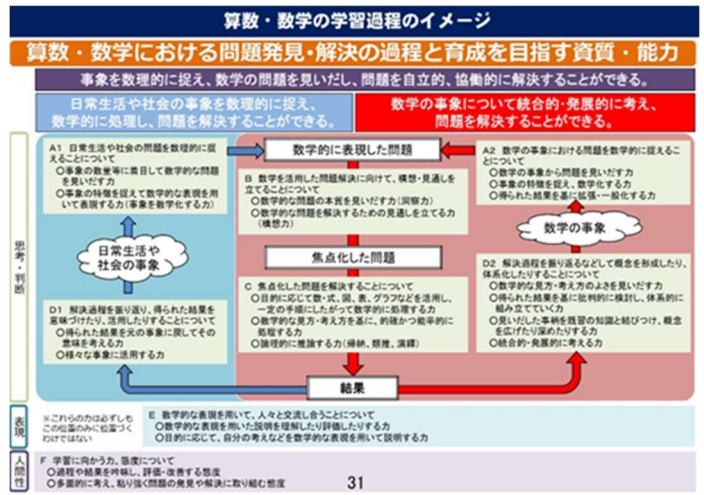 算数・数学の学習過程のイメージ
算数・数学における問題発見・解決の過程と育成を目指す資質・能力
事象を数理的に捉え、数学の問題を見いだし、問題を自立的、協働的に解決することができる。
日常生活や社会の事象を数理的に捉え、
数学的に処理し、問題を解決することができる。
数学の事象について統合的・発展的に考え、
問題を解決することができる。
思考・判断
A1 日常生活や社会の問題を数理的に捉
えることについて
○事象の数量等に着目して数学的な問題
を見いだす力
○事象の特徴を捉えて数学的な表現を用
いて表現する力(事象を数学化する力)
日常生活や
社会の事象
D1 解決過程を振り返り、得られた結果を
意味づけたり、活用したりすることについて
○得られた結果を元の事象に戻してその
意味を考える力
○様々な事象に活用する力
数学的に表現した問題
B 数学を活用した問題解決に向けて、構想・見通し
を立てることについて
○数学的な問題の本質を見いだす力(洞察力)
○数学的な問題を解決するための見通しを立てる力
(構想力)
焦点化した問題
C 焦点化した問題を解決することについて
○目的に応じて数・式、図、表、グラフなどを活用し、
一定の手順にしたがって数学的に処理する力
○数学的な見方・考え方を基に、的確かつ能率的に
処理する力
○論理的に推論する力(帰納、類推、演繹)
結果
A2 数学の事象における問題を数学的に捉えるこ
とについて
○数学の事象から問題を見いだす力
○事象の特徴を捉え、数学化する力
○得られた結果を基に拡張・一般化する力
数学の事象
D2 解決過程を振り返るなどして概念を形成したり、
体系化したりすることについて
○数学的な見方・考え方のよさを見いだす力
○得られた結果を基に批判的に検討し、体系的に
組み立てていく力
○見いだした事柄を既習の知識と結びつけ、概念
を広げたり深めたりする力
○統合的・発展的に考える力
表現
※これらの力は必ずしも
この位置のみに位置づく
わけではない
E 数学的な表現を用いて、人々と交流し合うことについて
○数学的な表現を用いた説明を理解したり評価したりする力
○目的に応じて、自分の考えなどを数学的な表現を用いて説明する力
人間性
F 学習に向かう力、態度について
○過程や結果を吟味し、評価・改善する態度
○多面的に考え、粘り強く問題の発見や解決に取り組む態度
31